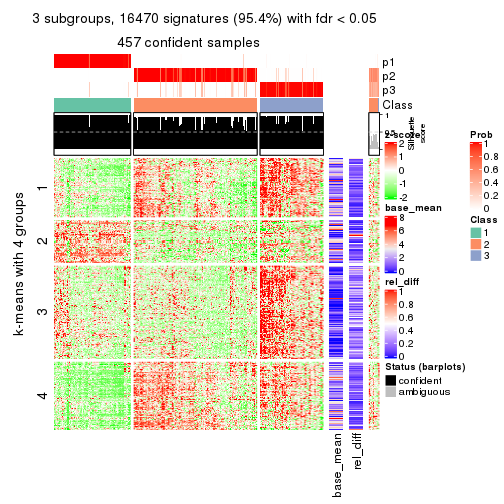 3 subgroups, 16470 signatures (95.4%) with fdr < 0.05
457 confident samples
p1
p2
p3
Class
1
0.5
0
Silhouette
score
k-means with 4 groups
1
2
3
4
base_mean
rel_diff
z-score
2
1
0
-1
-2
base_mean
8
6
4
2
0
rel_diff
1
0.8
0.6
0.4
0.2
0
Status (barplots)
confident
ambiguous
Prob
1
0.8
0.6
0.4
0.2
0
Class
1
2
3